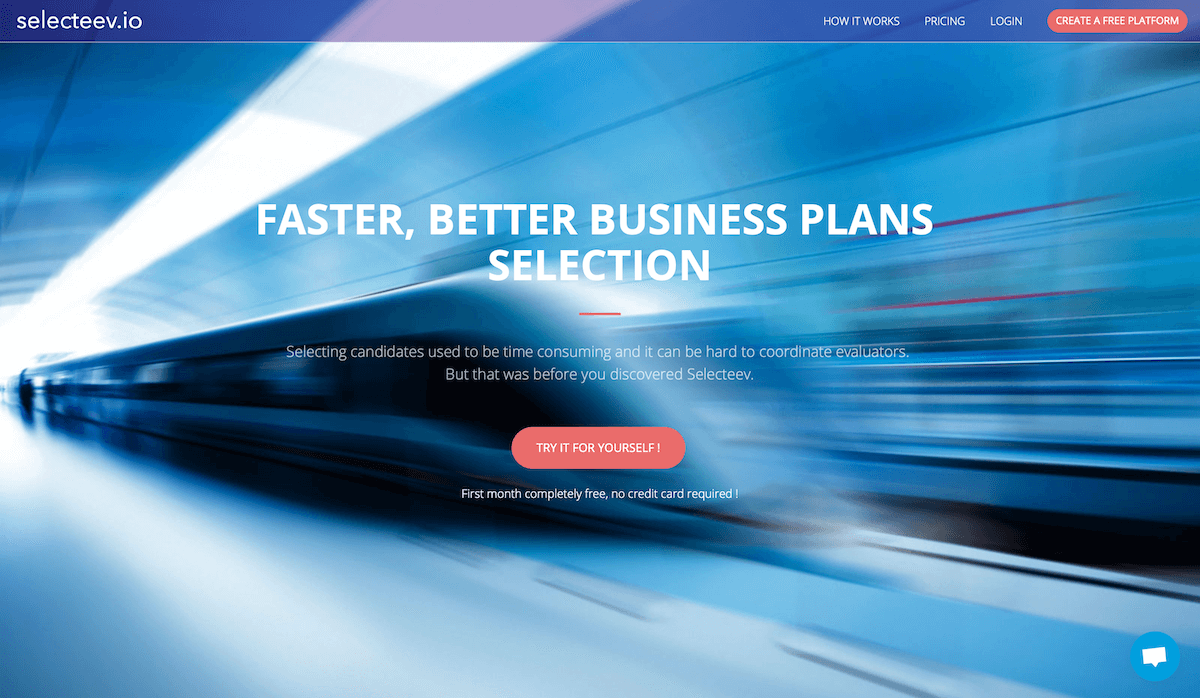 selecteev.io
HOW IT WORKS
PRICING
LOGIN
CREATE A FREE PLATFORM
FASTER, BETTER BUSINESS PLANS
SELECTION
Selecting candidates used to be time consuming and it can be hard to coordinate evaluators.
But that was before you discovered Selecteev.
TRY IT FOR YOURSELF !
First month completely free, no credit card required !